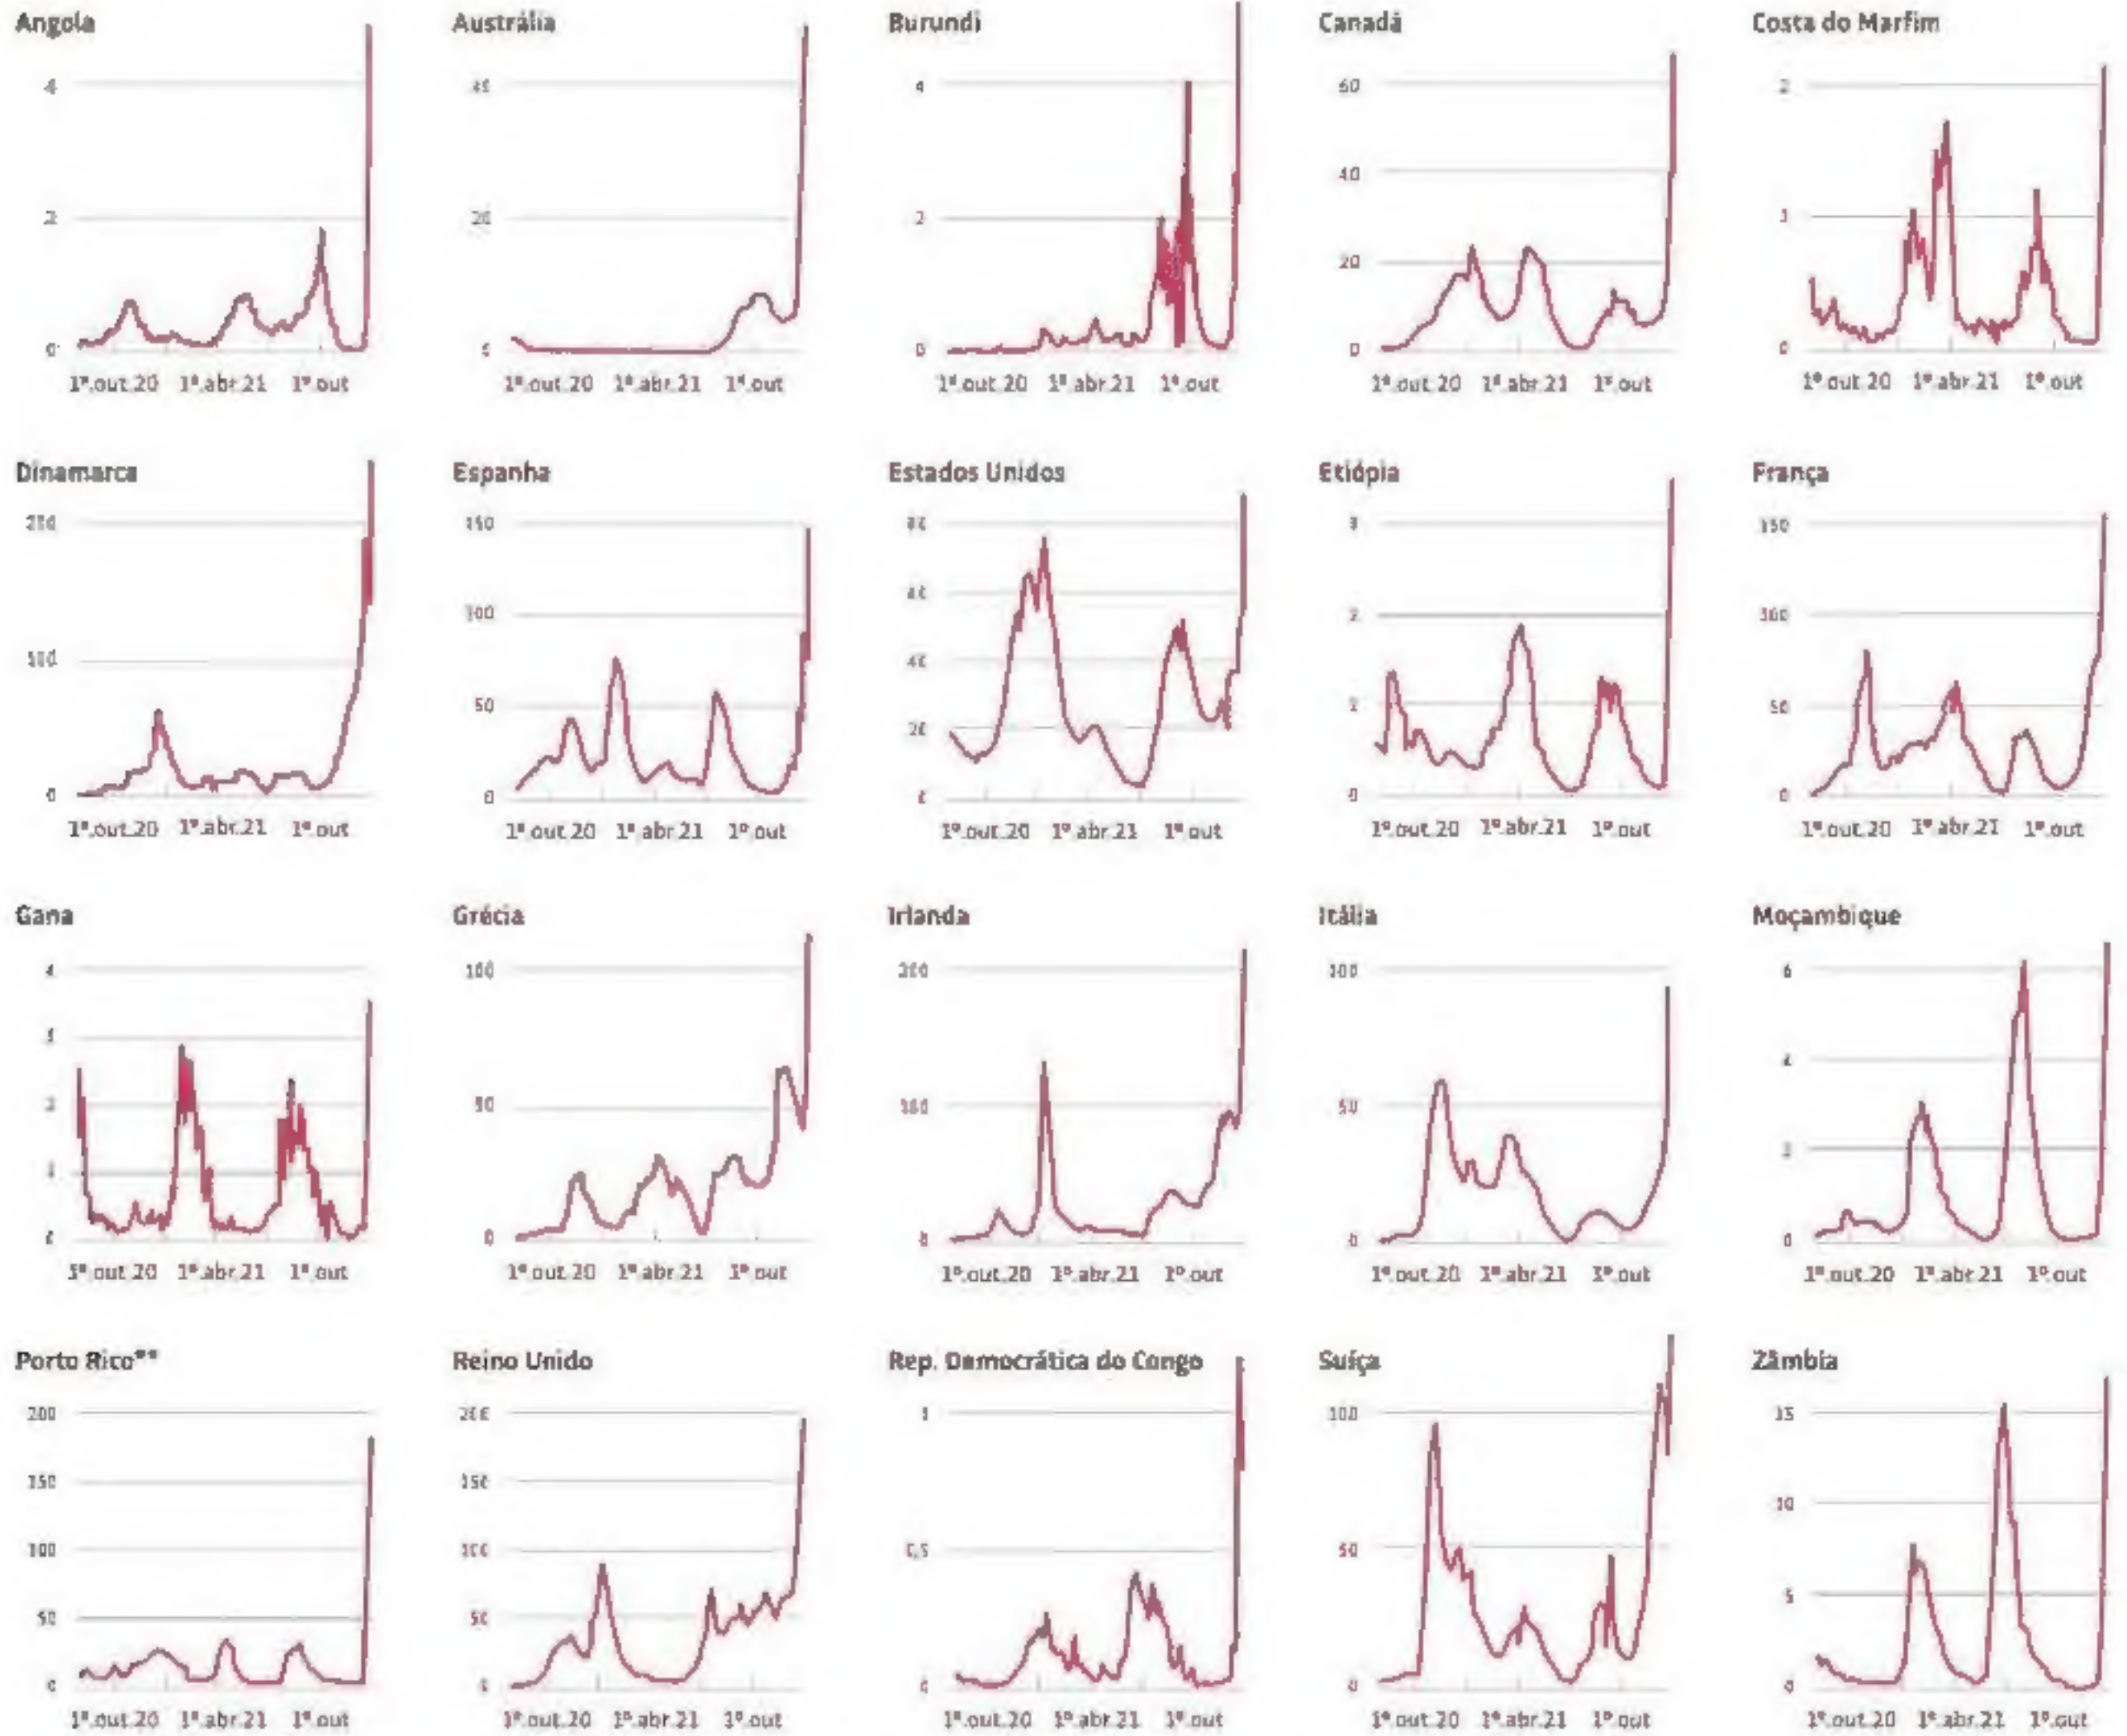 Angola
4
2
0
1º.out.20 1º.abr.21 1º.out
Austrália
40
20
0
1º.out.20 1º.abr.21 1º.out
Burundi
4
2
0
1º.out.20 1º.abr.21 1º.out
Canadá
60
40
20
0
1º.out.20 1º.abr.21 1º.out
Costa do Marfim
2
1
0
1º.out.20 1º.abr.21 1º.out
Dinamarca
200
100
0
1º.out.20 1º.abr.21 1º.out
Espanha
150
100
50
0
1º.out.20 1º.abr.21 1º.out
Estados Unidos
80
60
40
20
0
1º.out.20 1º.abr.21 1º.out
Etiópia
3
2
1
0
1º.out.20 1º.abr.21 1º.out
França
150
100
50
0
1º.out.20 1º.abr.21 1º.out
Gana
4
3
2
1
0
1º.out.20 1º.abr.21 1º.out
Grécia
100
50
0
1º.out.20 1º.abr.21 1º.out
Irlanda
200
100
0
1º.out.20 1º.abr.21 1º.out
Itália
100
50
0
1º.out.20 1º.abr.21 1º.out
Moçambique
6
4
2
0
1º.out.20 1º.abr.21 1º.out
Porto Rico**
200
150
100
50
0
1º.out.20 1º.abr.21 1º.out
Reino Unido
200
150
100
50
0
1º.out.20 1º.abr.21 1º.out
Rep. Democrática do Congo
1
0,5
0
1º.out.20 1º.abr.21 1º.out
Suíça
100
50
0
1º.out.20 1º.abr.21 1º.out
Zâmbia
15
10
5
0
1º.out.20 1º.abr.21 1º.out